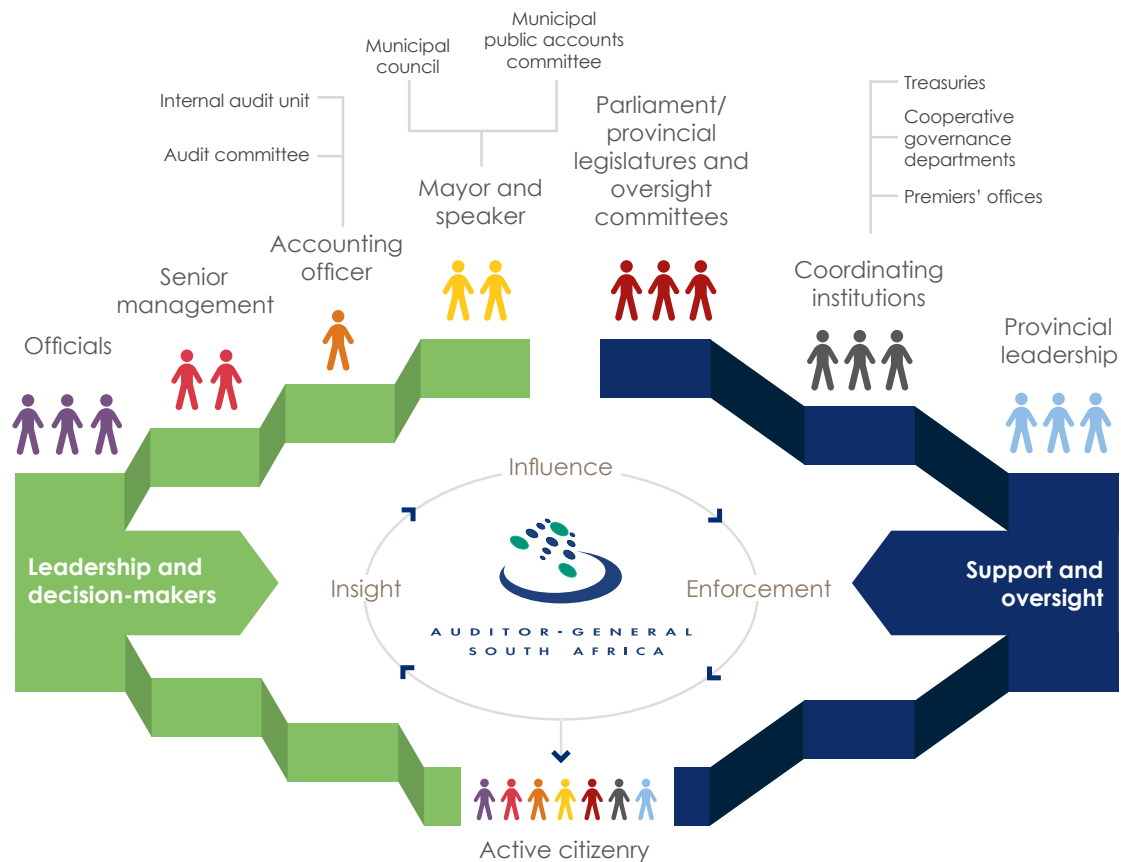 Municipal
council
Municipal
public accounts
committee
Internal audit unit
Audit committee
Treasuries
Cooperative
governance
departments
Premiers’ offices
Officials
Senior
management
Accounting
officer
Mayor and
speaker
Parliament/
provincial
legislatures and
oversight
committees
Coordinating
institutions
Provincial
leadership
Leadership and
decision-makers
Influence
Insight
Enforcement
AUDITOR-GENERAL
SOUTH AFRICA
Support and
oversight
Active citizenry